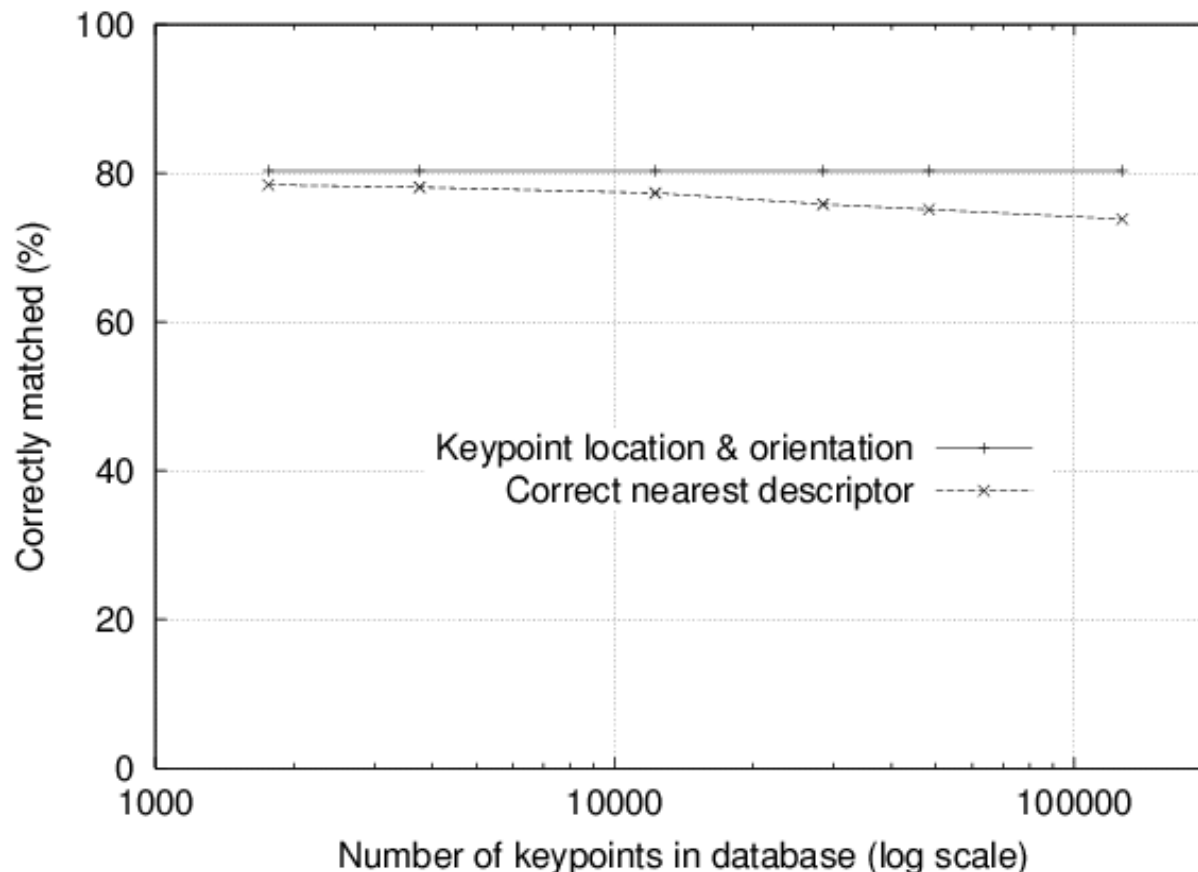 100
80
60
40
20
0
Correctly matched (%)
Keypoint location & orientation
Correct nearest descriptor
1000 10000 100000
Number of keypoints in database (log scale)